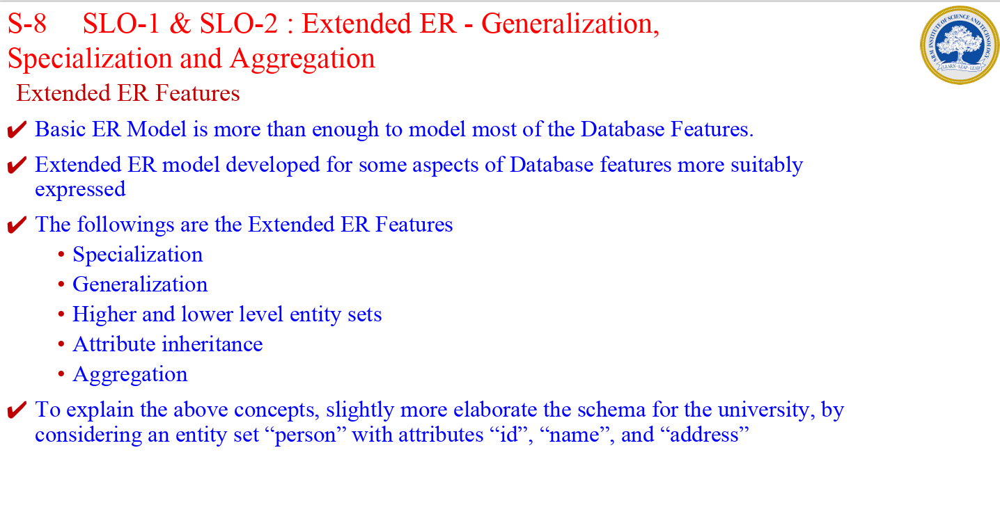 S-8 SLO-1 & SLO-2 : Extended ER - Generalization,
Specialization and Aggregation
SRM INSTITUTE OF SCIENCE AND TECHNOLOGY
LEARN · LEAP · LEAD
Extended ER Features
✔ Basic ER Model is more than enough to model most of the Database Features.
✔ Extended ER model developed for some aspects of Database features more suitably
expressed
✔ The followings are the Extended ER Features
• Specialization
• Generalization
• Higher and lower level entity sets
• Attribute inheritance
• Aggregation
✔ To explain the above concepts, slightly more elaborate the schema for the university, by
considering an entity set “person” with attributes “id”, “name”, and “address”